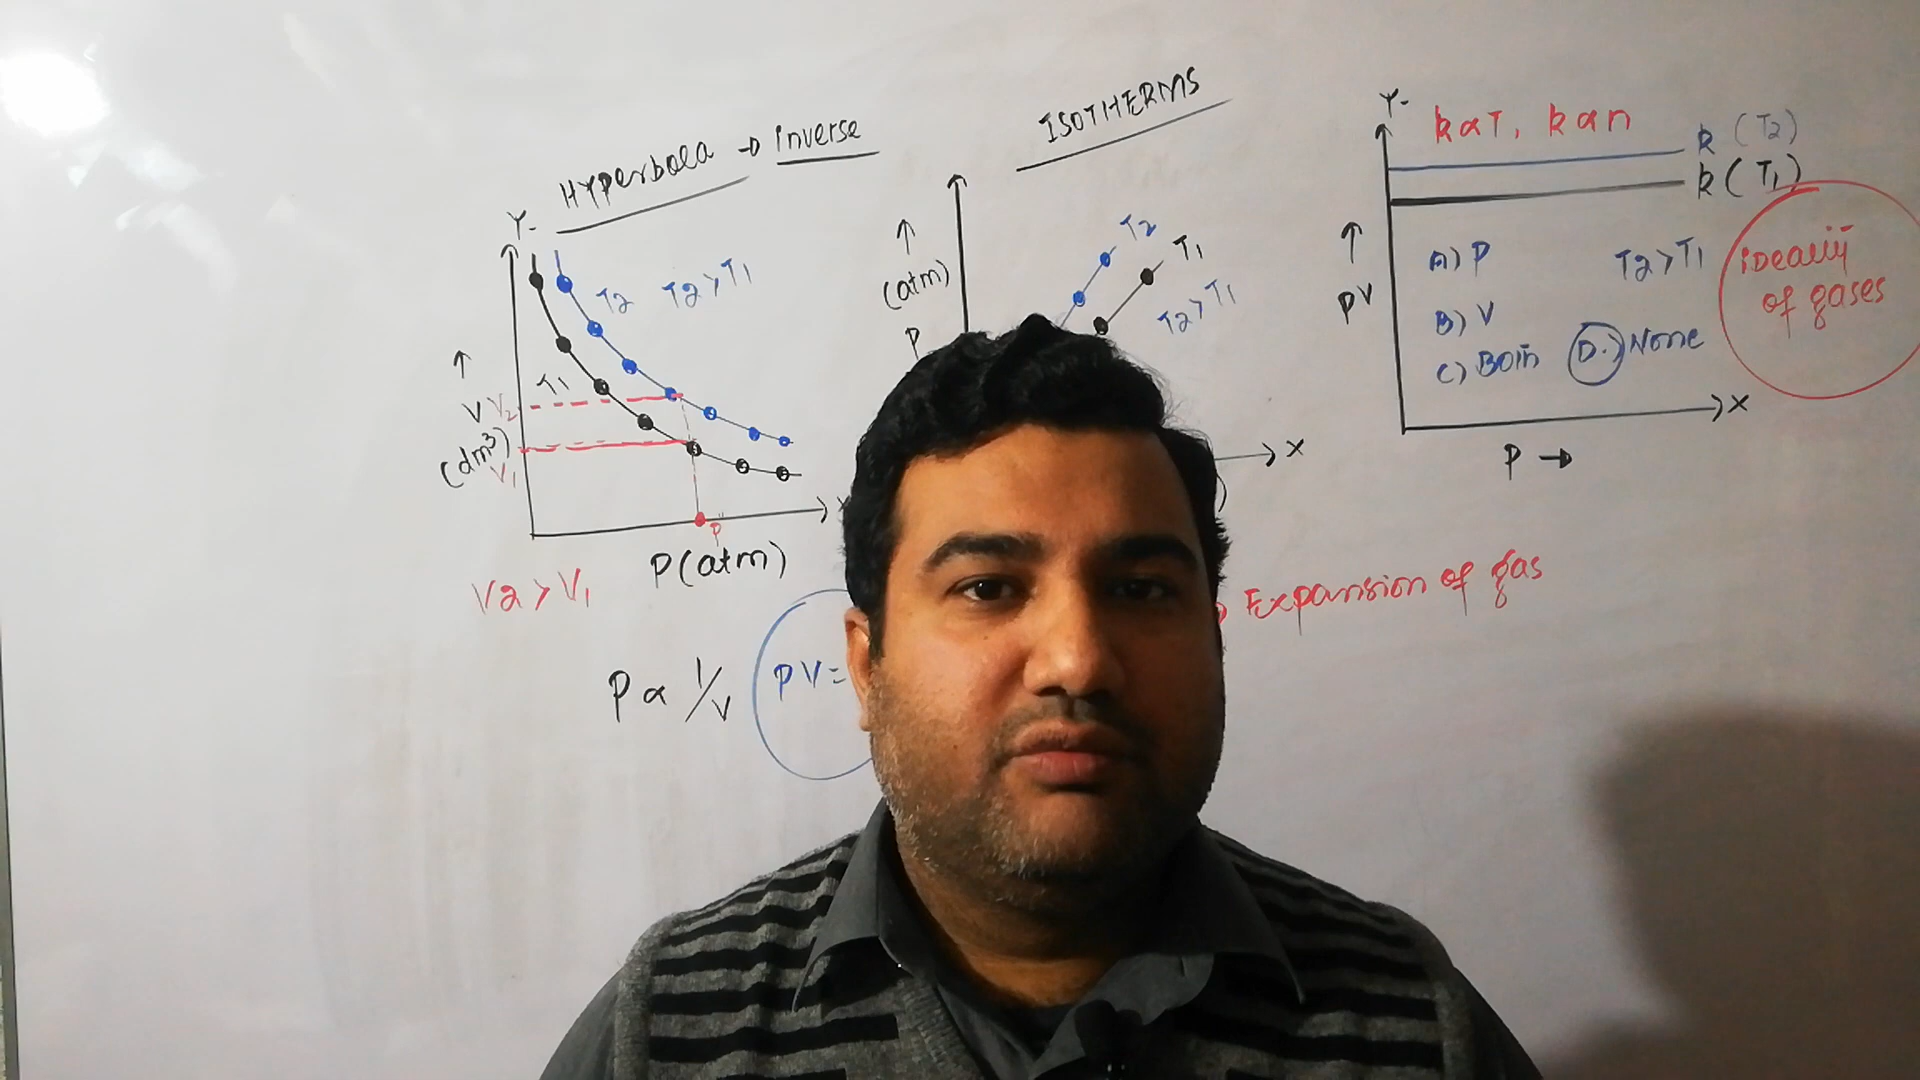 HYPerbola → Inverse
Y-
T2 T2>T1
T1
↑
V V2
(dm³)
V1
P
P(atm)
V2 > V1
P ∝ 1/V
PV=
ISOTHERMS
↑
(atm)
P
T2
T1
T2>T1
X
Expansion of gas
Y-
k∝T, k∝n
k (T2)
k (T1)
↑
PV
A) P T2>T1
B) V
C) Both D.) None
X
P →
iDeality
of gases